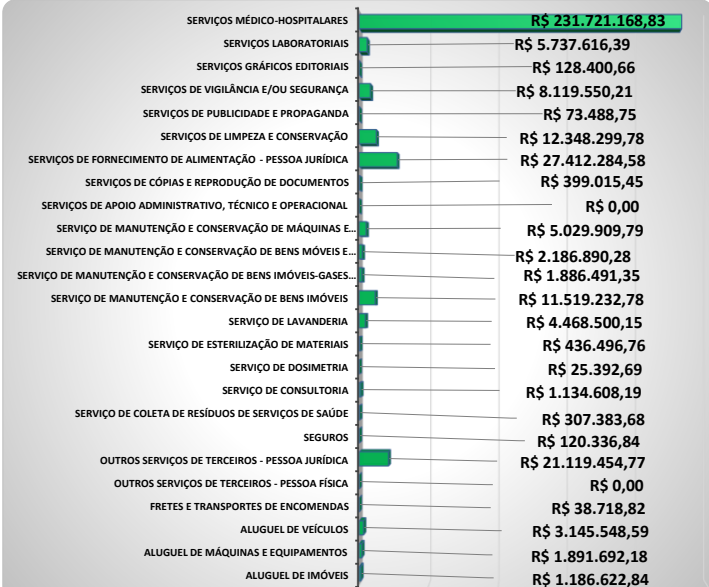 SERVIÇOS MÉDICO-HOSPITALARES R$ 231.721.168,83
SERVIÇOS LABORATORIAIS R$ 5.737.616,39
SERVIÇOS GRÁFICOS EDITORIAIS R$ 128.400,66
SERVIÇOS DE VIGILÂNCIA E/OU SEGURANÇA R$ 8.119.550,21
SERVIÇOS DE PUBLICIDADE E PROPAGANDA R$ 73.488,75
SERVIÇOS DE LIMPEZA E CONSERVAÇÃO R$ 12.348.299,78
SERVIÇOS DE FORNECIMENTO DE ALIMENTAÇÃO - PESSOA JURÍDICA R$ 27.412.284,58
SERVIÇOS DE CÓPIAS E REPRODUÇÃO DE DOCUMENTOS R$ 399.015,45
SERVIÇOS DE APOIO ADMINISTRATIVO, TÉCNICO E OPERACIONAL R$ 0,00
SERVIÇO DE MANUTENÇÃO E CONSERVAÇÃO DE MÁQUINAS E… R$ 5.029.909,79
SERVIÇO DE MANUTENÇÃO E CONSERVAÇÃO DE BENS MÓVEIS E… R$ 2.186.890,28
SERVIÇO DE MANUTENÇÃO E CONSERVAÇÃO DE BENS IMÓVEIS-GASES… R$ 1.886.491,35
SERVIÇO DE MANUTENÇÃO E CONSERVAÇÃO DE BENS IMÓVEIS R$ 11.519.232,78
SERVIÇO DE LAVANDERIA R$ 4.468.500,15
SERVIÇO DE ESTERILIZAÇÃO DE MATERIAIS R$ 436.496,76
SERVIÇO DE DOSIMETRIA R$ 25.392,69
SERVIÇO DE CONSULTORIA R$ 1.134.608,19
SERVIÇO DE COLETA DE RESÍDUOS DE SERVIÇOS DE SAÚDE R$ 307.383,68
SEGUROS R$ 120.336,84
OUTROS SERVIÇOS DE TERCEIROS - PESSOA JURÍDICA R$ 21.119.454,77
OUTROS SERVIÇOS DE TERCEIROS - PESSOA FÍSICA R$ 0,00
FRETES E TRANSPORTES DE ENCOMENDAS R$ 38.718,82
ALUGUEL DE VEÍCULOS R$ 3.145.548,59
ALUGUEL DE MÁQUINAS E EQUIPAMENTOS R$ 1.891.692,18
ALUGUEL DE IMÓVEIS R$ 1.186.622,84